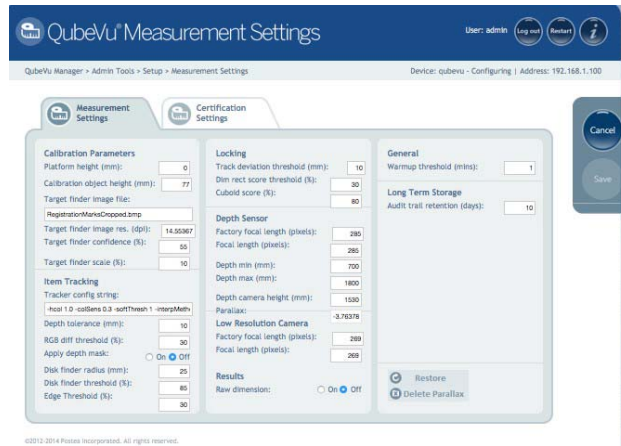 QubeVu® Measurement Settings
User: admin
Log out
Restart
i
QubeVu Manager > Admin Tools > Setup > Measurement Settings
Device: qubevu - Configuring | Address: 192.168.1.100
Measurement Settings
Certification Settings
Cancel
Save
Calibration Parameters
Platform height (mm): 0
Calibration object height (mm): 77
Target finder image file:
RegistrationMarksCropped.bmp
Target finder image res. (dpi): 14.55367
Target finder confidence (%): 55
Target finder scale (%): 10
Item Tracking
Tracker config string:
-hcol 1.0 -colSens 0.3 -softThresh 1 -interpMeth
Depth tolerance (mm): 10
RGB diff threshold (%): 30
Apply depth mask: On Off
Disk finder radius (mm): 25
Disk finder threshold (%): 85
Edge Threshold (%): 30
Locking
Track deviation threshold (mm): 10
Dim rect score threshold (%): 30
Cuboid score (%): 80
Depth Sensor
Factory focal length (pixels): 285
Focal length (pixels): 285
Depth min (mm): 700
Depth max (mm): 1800
Depth camera height (mm): 1530
Parallax: -3.76378
Low Resolution Camera
Factory focal length (pixels): 269
Focal length (pixels): 269
Results
Raw dimension: On Off
General
Warmup threshold (mins): 1
Long Term Storage
Audit trail retention (days): 10
Restore
Delete Parallax
©2012-2014 Postea Incorporated. All rights reserved.